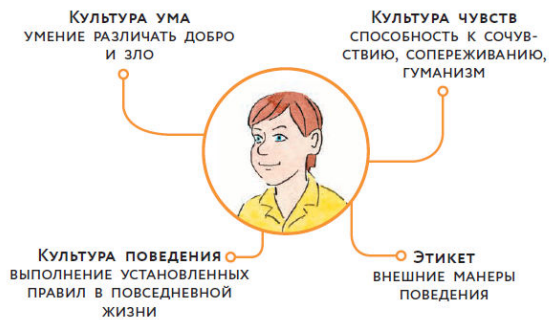 Культура ума
умение различать добро
и зло
Культура чувств
способность к сочув-
ствию, сопереживанию,
гуманизм
Культура поведения
выполнение установленных
правил в повседневной
жизни
Этикет
внешние манеры
поведения